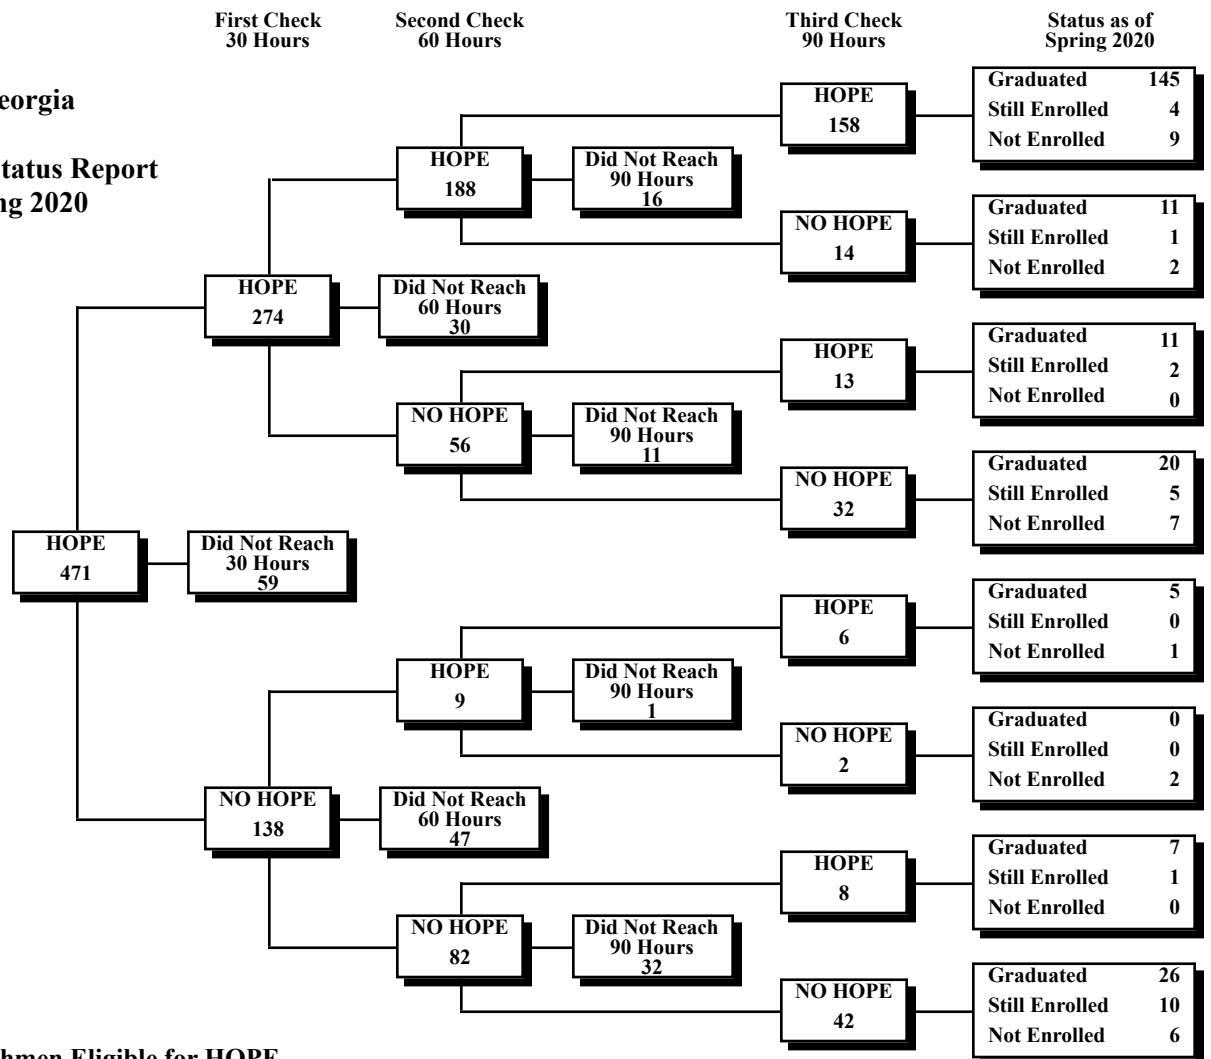 First Check
30 Hours
Second Check
60 Hours
Third Check
90 Hours
Status as of
Spring 2020
eorgia
tatus Report
ng 2020
HOPE
471
Did Not Reach
30 Hours
59
HOPE
274
Did Not Reach
60 Hours
30
NO HOPE
138
Did Not Reach
60 Hours
47
HOPE
188
Did Not Reach
90 Hours
16
NO HOPE
56
Did Not Reach
90 Hours
11
HOPE
9
Did Not Reach
90 Hours
1
NO HOPE
82
Did Not Reach
90 Hours
32
HOPE
158
Graduated 145
Still Enrolled 4
Not Enrolled 9
NO HOPE
14
Graduated 11
Still Enrolled 1
Not Enrolled 2
HOPE
13
Graduated 11
Still Enrolled 2
Not Enrolled 0
NO HOPE
32
Graduated 20
Still Enrolled 5
Not Enrolled 7
HOPE
6
Graduated 5
Still Enrolled 0
Not Enrolled 1
NO HOPE
2
Graduated 0
Still Enrolled 0
Not Enrolled 2
HOPE
8
Graduated 7
Still Enrolled 1
Not Enrolled 0
NO HOPE
42
Graduated 26
Still Enrolled 10
Not Enrolled 6
hmen Eligible for HOPE